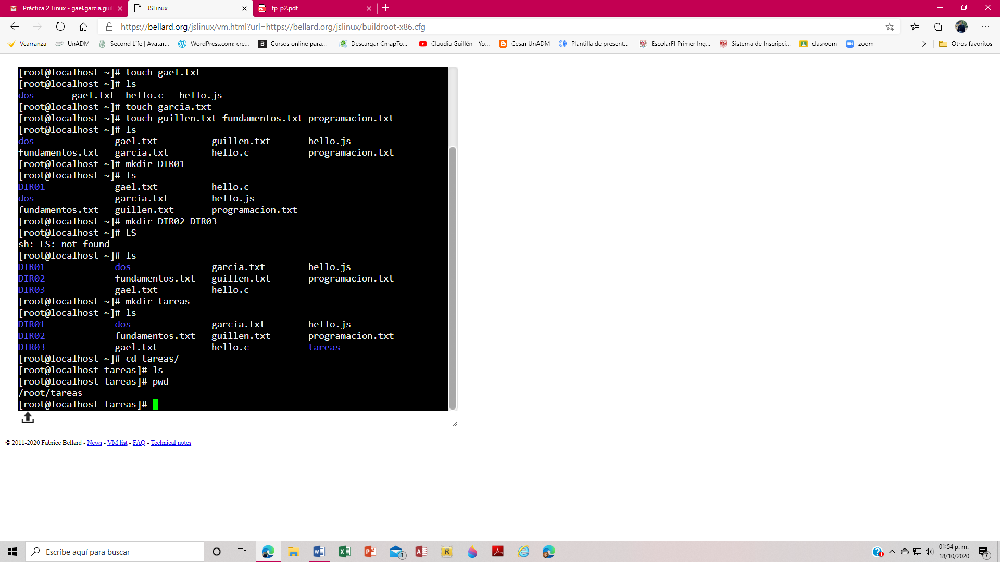 Práctica 2 Linux - gael.garcia.gui
JSLinux
fp_p2.pdf
https://bellard.org/jslinux/vm.html?url=https://bellard.org/jslinux/buildroot-x86.cfg
Vcarranza UnADM Second Life | Avatar... WordPress.com: cre... Cursos online para... Descargar CmapTo... Claudia Guillén - Yo... Cesar UnADM Plantilla de present... EscolarFI Primer Ing... Sistema de Inscripci... clasroom zoom Otros favoritos
[root@localhost ~]# touch gael.txt
[root@localhost ~]# ls
dos gael.txt hello.c hello.js
[root@localhost ~]# touch garcia.txt
[root@localhost ~]# touch guillen.txt fundamentos.txt programacion.txt
[root@localhost ~]# ls
dos gael.txt guillen.txt hello.js
fundamentos.txt garcia.txt hello.c programacion.txt
[root@localhost ~]# mkdir DIR01
[root@localhost ~]# ls
DIR01 gael.txt hello.c
dos garcia.txt hello.js
fundamentos.txt guillen.txt programacion.txt
[root@localhost ~]# mkdir DIR02 DIR03
[root@localhost ~]# LS
sh: LS: not found
[root@localhost ~]# ls
DIR01 dos garcia.txt hello.js
DIR02 fundamentos.txt guillen.txt programacion.txt
DIR03 gael.txt hello.c
[root@localhost ~]# mkdir tareas
[root@localhost ~]# ls
DIR01 dos garcia.txt hello.js
DIR02 fundamentos.txt guillen.txt programacion.txt
DIR03 gael.txt hello.c tareas
[root@localhost ~]# cd tareas/
[root@localhost tareas]# ls
[root@localhost tareas]# pwd
/root/tareas
[root@localhost tareas]#
© 2011-2020 Fabrice Bellard - News - VM list - FAQ - Technical notes
Escribe aquí para buscar
01:54 p. m.
18/10/2020